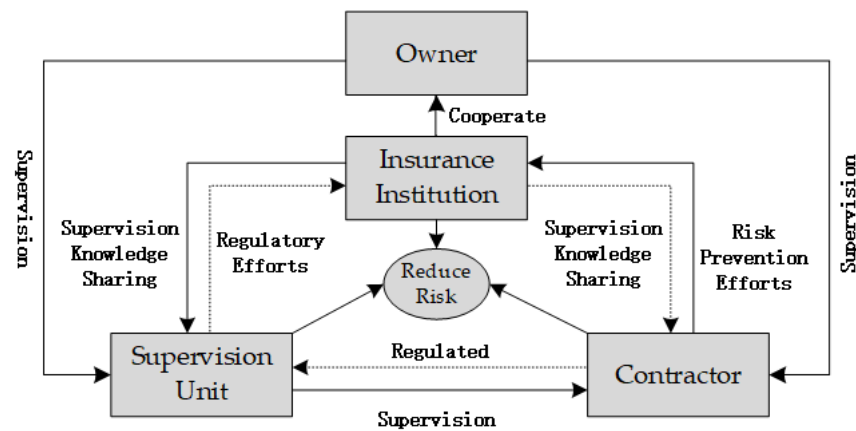 Owner
Cooperate
Insurance
Institution
Supervision
Supervision
Supervision
Knowledge
Sharing
Regulatory
Efforts
Supervision
Knowledge
Sharing
Risk
Prevention
Efforts
Reduce
Risk
Supervision
Unit
Regulated
Contractor
Supervision